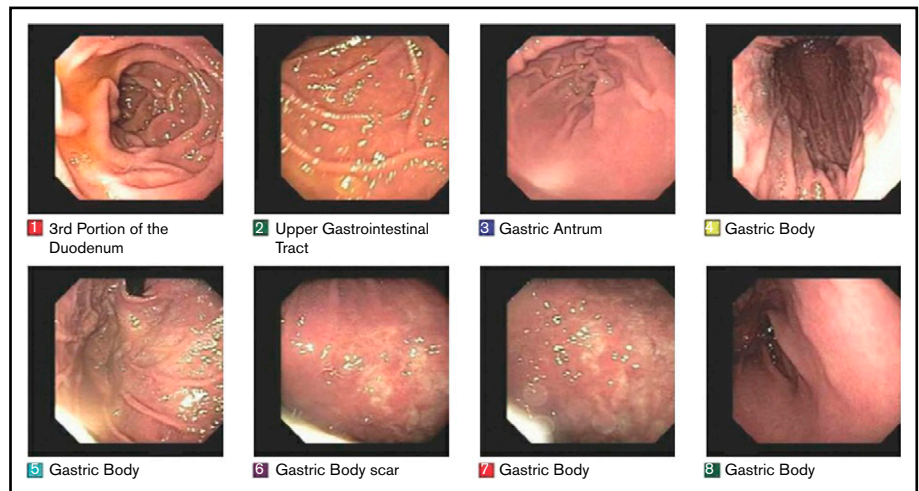 1 3rd Portion of the
Duodenum
2 Upper Gastrointestinal
Tract
3 Gastric Antrum
4 Gastric Body
5 Gastric Body
6 Gastric Body scar
7 Gastric Body
8 Gastric Body